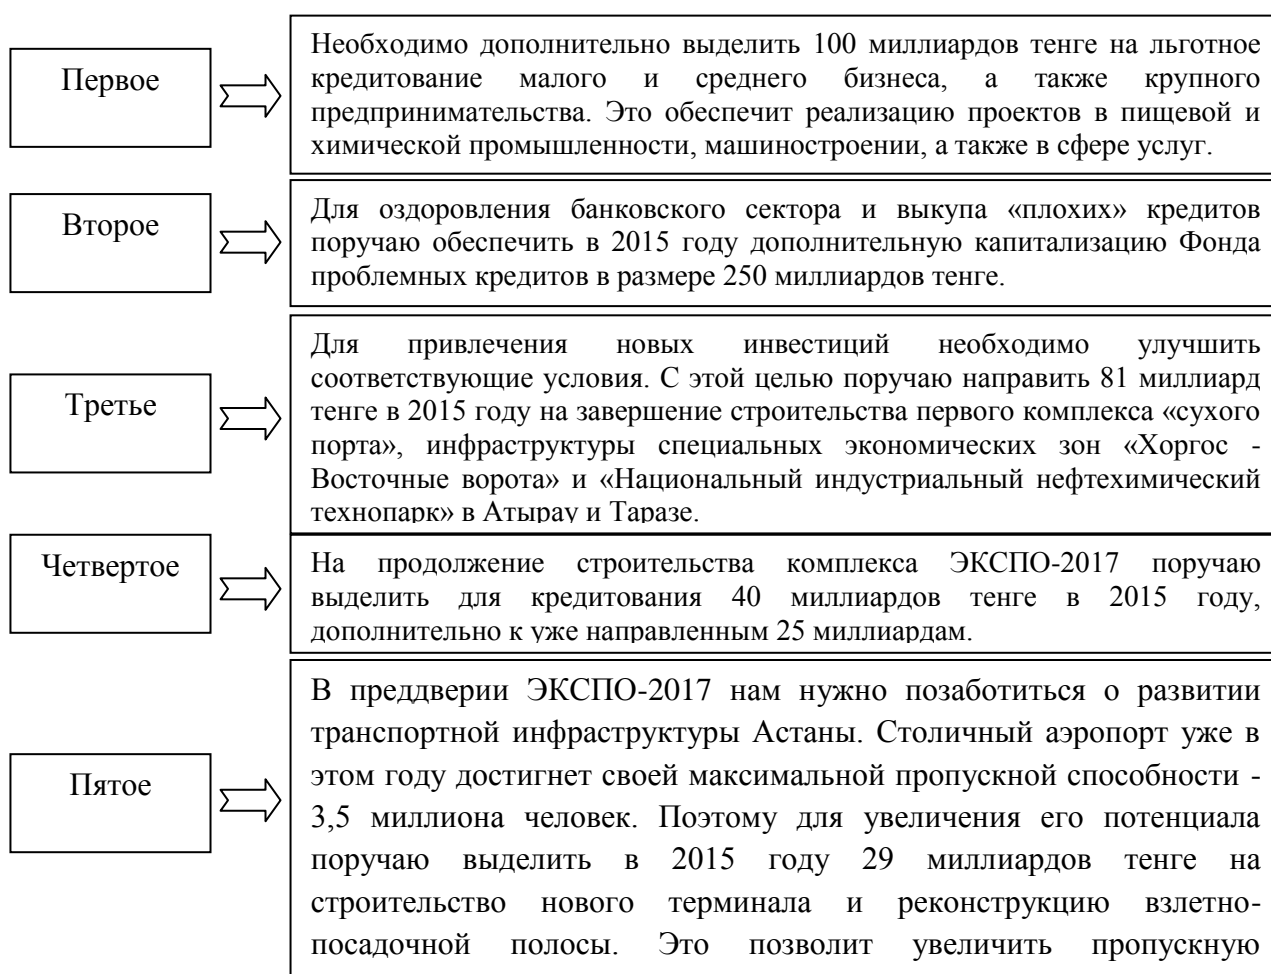 Первое
Необходимо дополнительно выделить 100 миллиардов тенге на льготное
кредитование малого и среднего бизнеса, а также крупного
предпринимательства. Это обеспечит реализацию проектов в пищевой и
химической промышленности, машиностроении, а также в сфере услуг.
Второе
Для оздоровления банковского сектора и выкупа «плохих» кредитов
поручаю обеспечить в 2015 году дополнительную капитализацию Фонда
проблемных кредитов в размере 250 миллиардов тенге.
Третье
Для привлечения новых инвестиций необходимо улучшить
соответствующие условия. С этой целью поручаю направить 81 миллиард
тенге в 2015 году на завершение строительства первого комплекса «сухого
порта», инфраструктуры специальных экономических зон «Хоргос -
Восточные ворота» и «Национальный индустриальный нефтехимический
технопарк» в Атырау и Таразе.
Четвертое
На продолжение строительства комплекса ЭКСПО-2017 поручаю
выделить для кредитования 40 миллиардов тенге в 2015 году,
дополнительно к уже направленным 25 миллиардам.
Пятое
В преддверии ЭКСПО-2017 нам нужно позаботиться о развитии
транспортной инфраструктуры Астаны. Столичный аэропорт уже в
этом году достигнет своей максимальной пропускной способности -
3,5 миллиона человек. Поэтому для увеличения его потенциала
поручаю выделить в 2015 году 29 миллиардов тенге на
строительство нового терминала и реконструкцию взлетно-
посадочной полосы. Это позволит увеличить пропускную